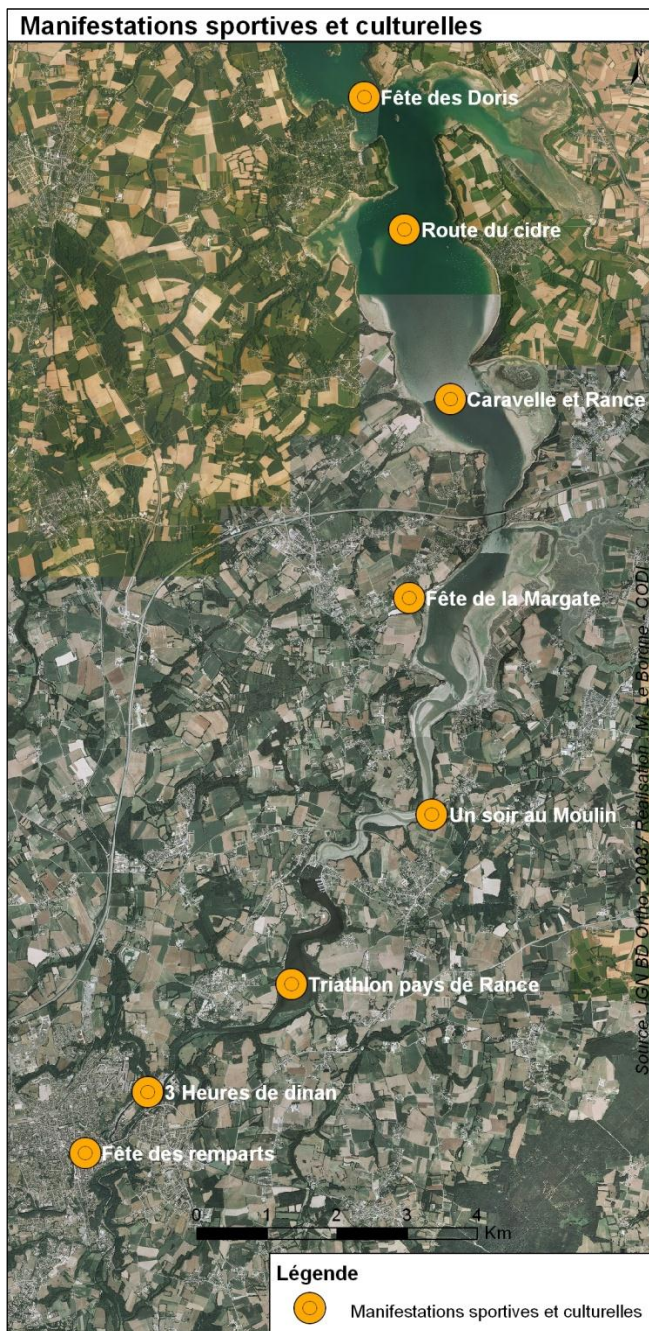 Manifestations sportives et culturelles
Fête des Doris
Route du cidre
Caravelle et Rance
Fête de la Margate
Un soir au Moulin
Triathlon pays de Rance
3 Heures de dinan
Fête des remparts
0 1 2 3 4
Km
Légende
Manifestations sportives et culturelles
Source : IGN BD Ortho, 2003 / Réalisation : M. Le Borgne - CODI